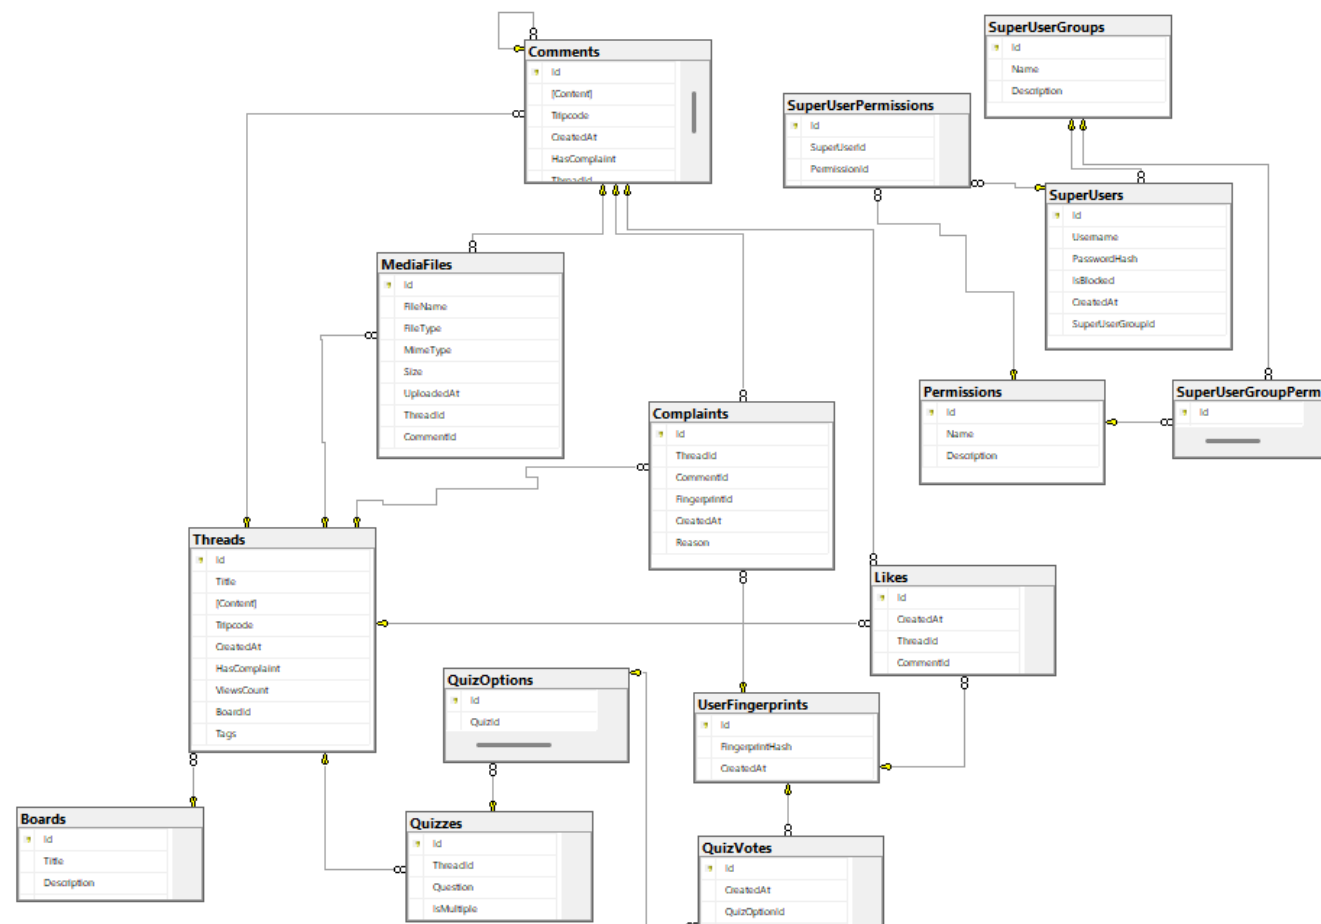 Comments
Id
[Content]
Tripcode
CreatedAt
HasComplaint
ThreadId
SuperUserGroups
Id
Name
Description
SuperUserPermissions
Id
SuperUserId
PermissionId
SuperUsers
Id
Username
PasswordHash
IsBlocked
CreatedAt
SuperUserGroupId
MediaFiles
Id
FileName
FileType
MimeType
Size
UploadedAt
ThreadId
CommentId
Permissions
Id
Name
Description
SuperUserGroupPerm
Id
Complaints
Id
ThreadId
CommentId
FingerprintId
CreatedAt
Reason
Threads
Id
Title
[Content]
Tripcode
CreatedAt
HasComplaint
ViewsCount
BoardId
Tags
Likes
Id
CreatedAt
ThreadId
CommentId
QuizOptions
Id
QuizId
UserFingerprints
Id
FingerprintHash
CreatedAt
Boards
Id
Title
Description
Quizzes
Id
ThreadId
Question
IsMultiple
QuizVotes
Id
CreatedAt
QuizOptionId